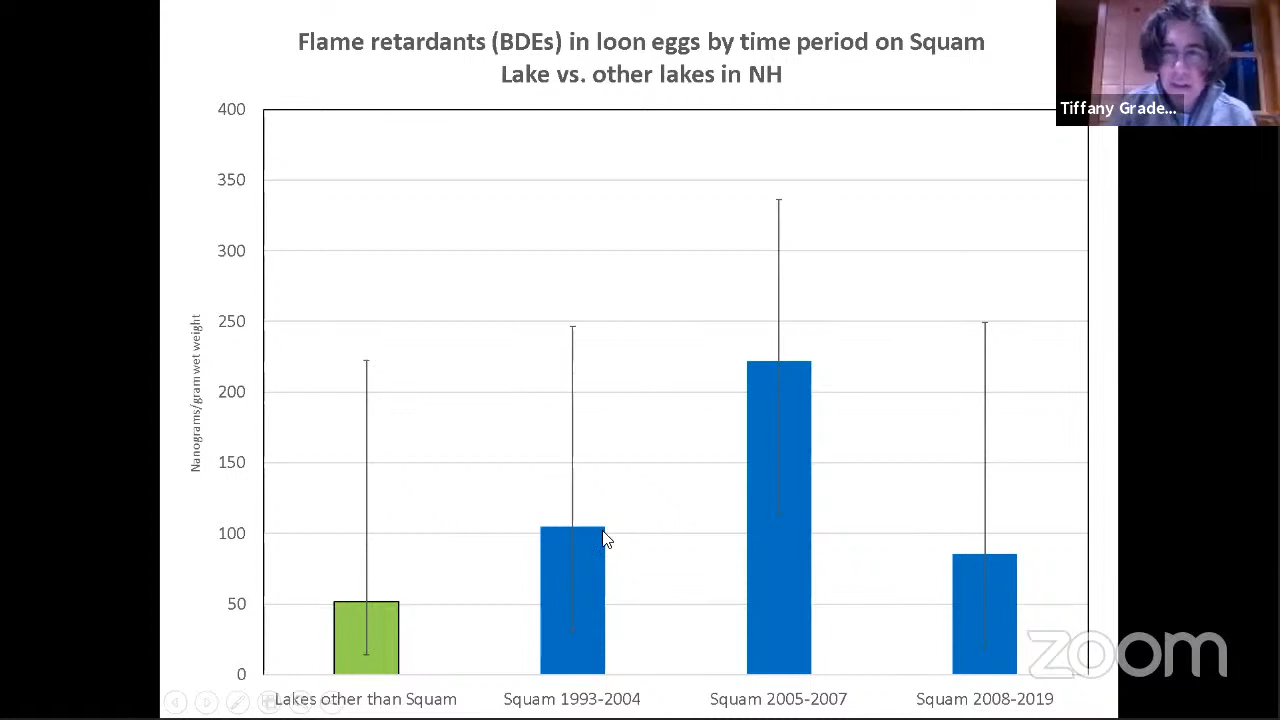 Flame retardants (BDEs) in loon eggs by time period on Squam
Lake vs. other lakes in NH
Tiffany Grade...
400
350
300
250
200
150
100
50
0
Nanograms/gram wet weight
Lakes other than Squam
Squam 1993-2004
Squam 2005-2007
Squam 2008-2019
zoom